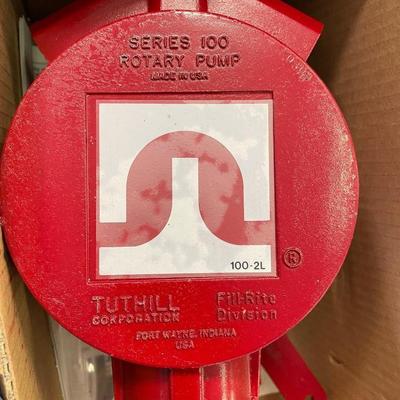 SERIES 100
ROTARY PUMP
MADE IN USA
100-2L
®
TUTHILL
CORPORATION
Fill-Rite
Division
FORT WAYNE, INDIANA
USA